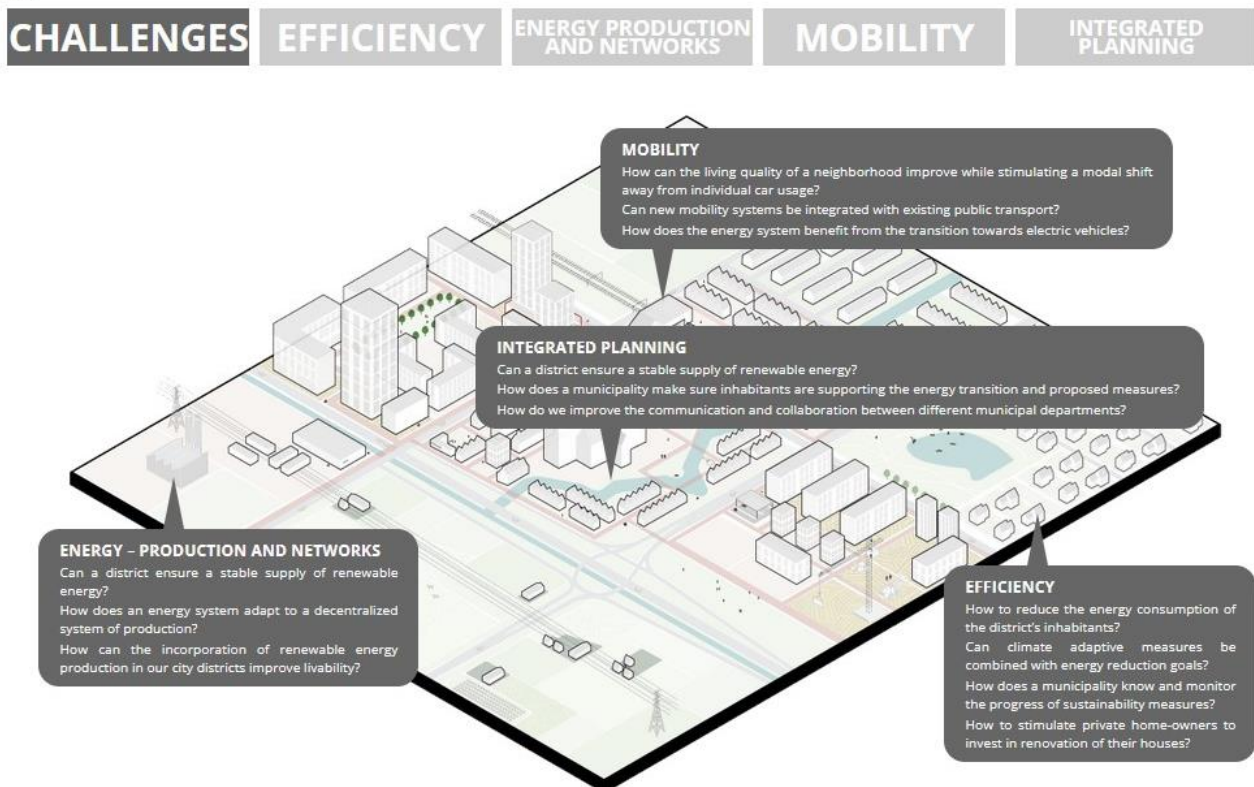 CHALLENGES
EFFICIENCY
ENERGY PRODUCTION
AND NETWORKS
MOBILITY
INTEGRATED
PLANNING
MOBILITY
How can the living quality of a neighborhood improve while stimulating a modal shift
away from individual car usage?
Can new mobility systems be integrated with existing public transport?
How does the energy system benefit from the transition towards electric vehicles?
INTEGRATED PLANNING
Can a district ensure a stable supply of renewable energy?
How does a municipality make sure inhabitants are supporting the energy transition and proposed measures?
How do we improve the communication and collaboration between different municipal departments?
ENERGY – PRODUCTION AND NETWORKS
Can a district ensure a stable supply of renewable
energy?
How does an energy system adapt to a decentralized
system of production?
How can the incorporation of renewable energy
production in our city districts improve livability?
EFFICIENCY
How to reduce the energy consumption of
the district's inhabitants?
Can climate adaptive measures be
combined with energy reduction goals?
How does a municipality know and monitor
the progress of sustainability measures?
How to stimulate private home-owners to
invest in renovation of their houses?